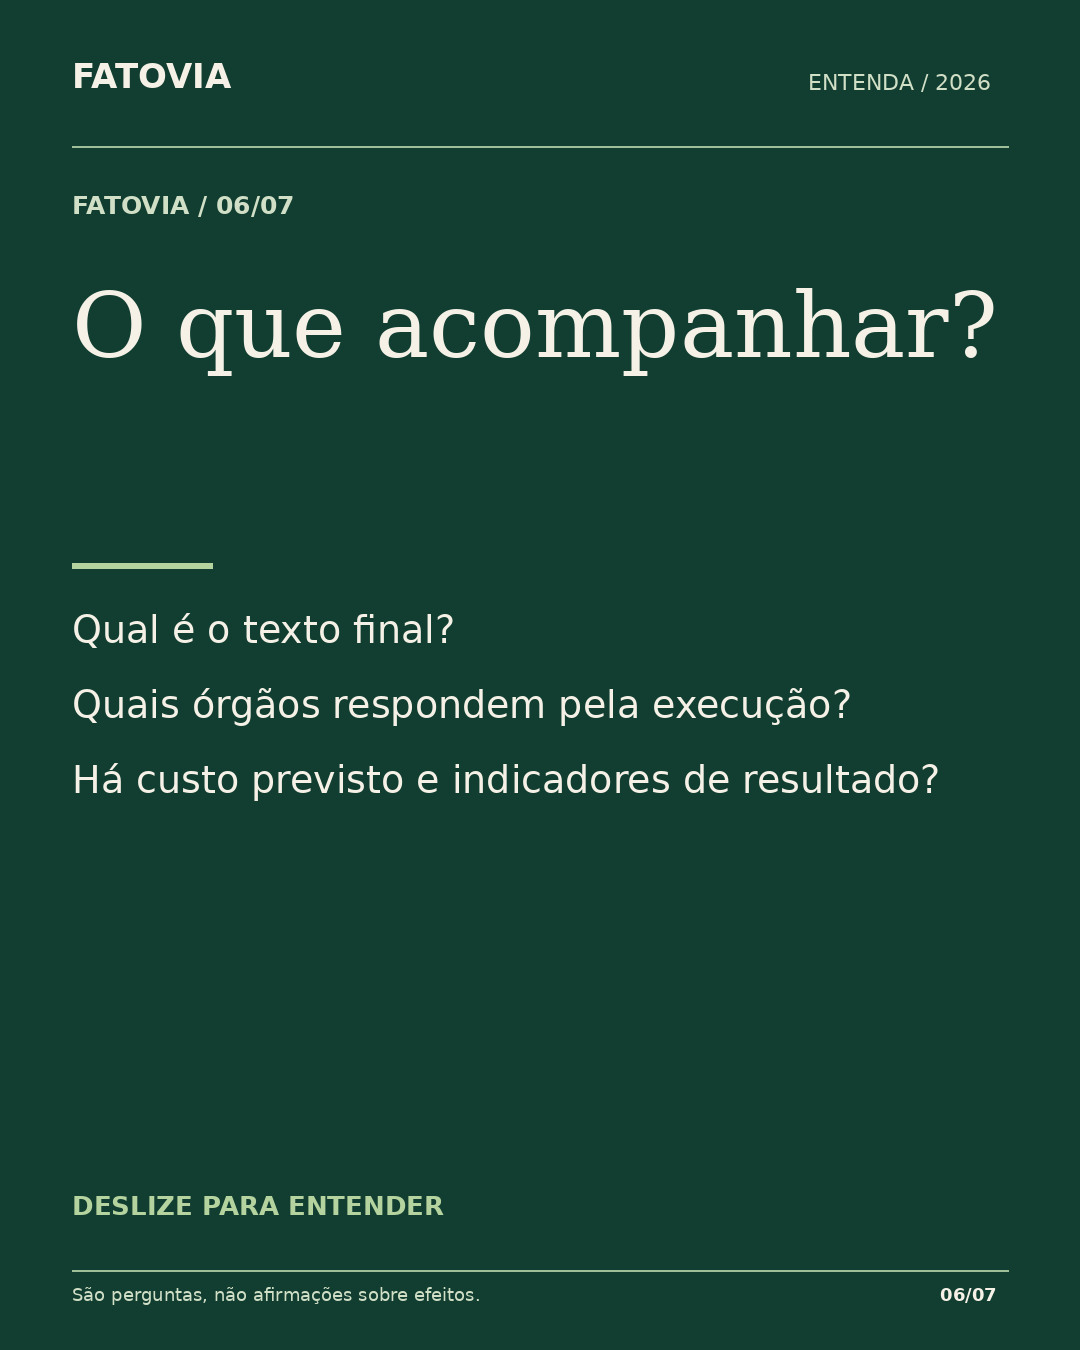 FATOVIA
ENTENDA / 2026
FATOVIA / 06/07
O que acompanhar?
Qual é o texto final?
Quais órgãos respondem pela execução?
Há custo previsto e indicadores de resultado?
DESLIZE PARA ENTENDER
São perguntas, não afirmações sobre efeitos.
06/07